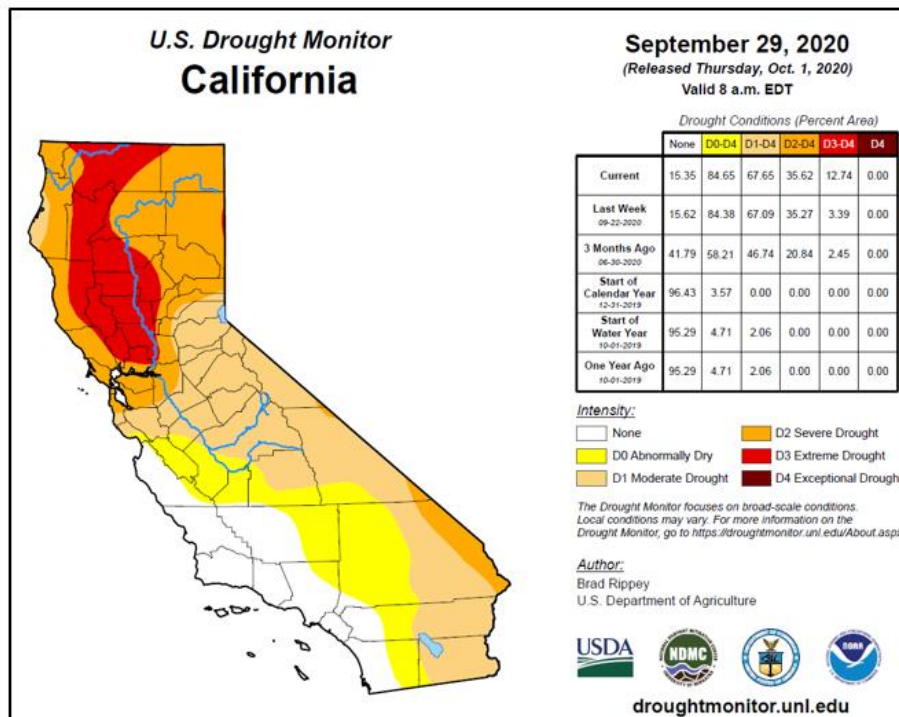 U.S. Drought Monitor
California
September 29, 2020
(Released Thursday, Oct. 1, 2020)
Valid 8 a.m. EDT
Drought Conditions (Percent Area)
None D0-D4 D1-D4 D2-D4 D3-D4 D4
Current 15.35 84.65 67.65 35.62 12.74 0.00
Last Week
09-22-2020
15.62 84.38 67.09 35.27 3.39 0.00
3 Months Ago
06-30-2020
41.79 58.21 46.74 20.84 2.45 0.00
Start of
Calendar Year
12-31-2019
96.43 3.57 0.00 0.00 0.00 0.00
Start of
Water Year
10-01-2019
95.29 4.71 2.06 0.00 0.00 0.00
One Year Ago
10-01-2019
95.29 4.71 2.06 0.00 0.00 0.00
Intensity:
None
D0 Abnormally Dry
D1 Moderate Drought
D2 Severe Drought
D3 Extreme Drought
D4 Exceptional Drough
The Drought Monitor focuses on broad-scale conditions.
Local conditions may vary. For more information on the
Drought Monitor, go to https://droughtmonitor.unl.edu/About.asp
Author:
Brad Rippey
U.S. Department of Agriculture
USDA
NDMC
NOAA
droughtmonitor.unl.edu